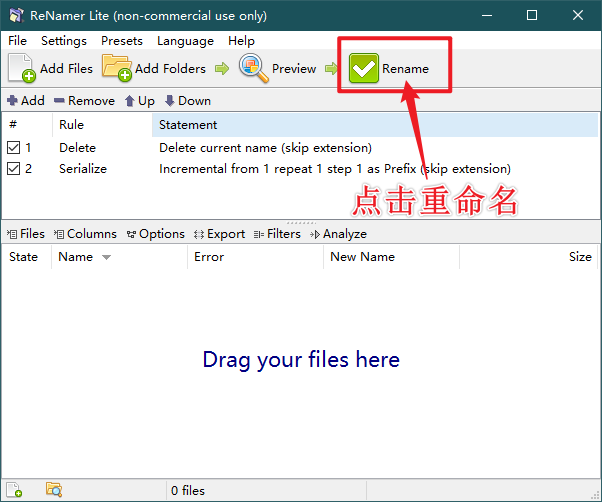 ReNamer Lite (non-commercial use only)
File Settings Presets Language Help
Add Files Add Folders Preview Rename
Add Remove Up Down
# Rule Statement
1 Delete Delete current name (skip extension)
2 Serialize Incremental from 1 repeat 1 step 1 as Prefix (skip extension)
点击重命名
Files Columns Options Export Filters Analyze
State Name Error New Name Size
Drag your files here
0 files